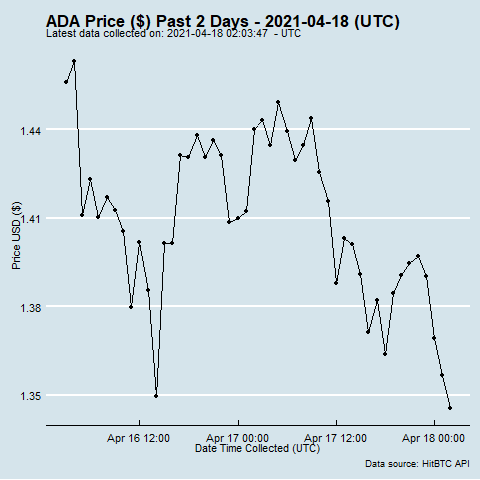 ADA Price ($) Past 2 Days - 2021-04-18 (UTC)
Latest data collected on: 2021-04-18 02:03:47  - UTC
Price USD ($)
1.44
1.41
1.38
1.35
Apr 16 12:00
Apr 17 00:00
Apr 17 12:00
Apr 18 00:00
Date Time Collected (UTC)
Data source: HitBTC API